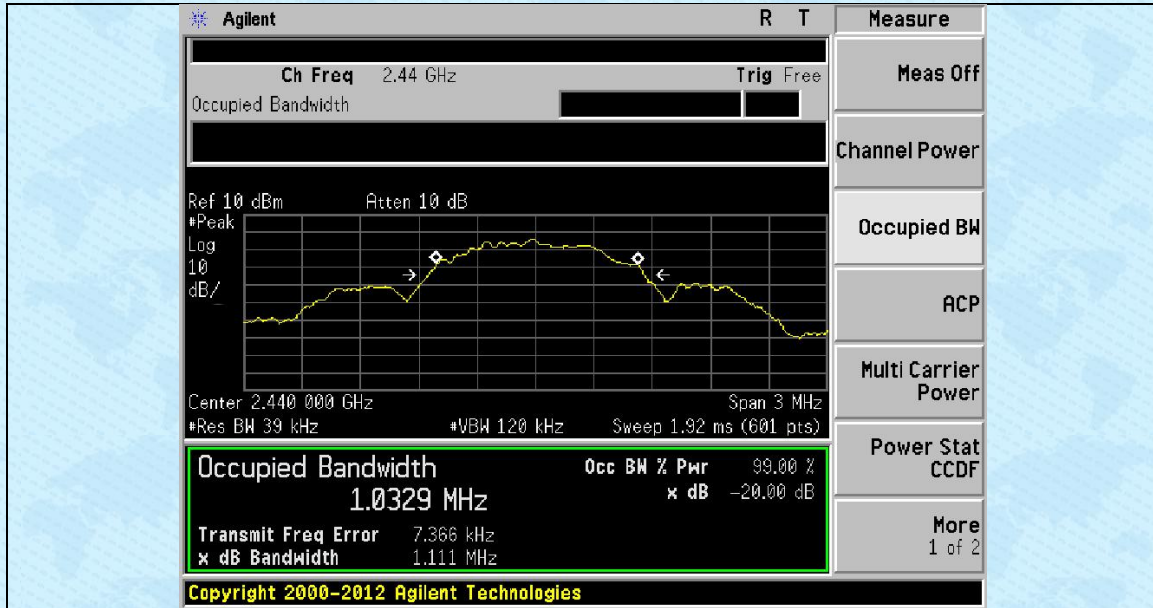 Agilent R T
Ch Freq 2.44 GHz Trig Free
Occupied Bandwidth
Ref 10 dBm Atten 10 dB
#Peak
Log
10
dB/
Center 2.440 000 GHz Span 3 MHz
#Res BW 39 kHz #VBW 120 kHz Sweep 1.92 ms (601 pts)
Occupied Bandwidth Occ BW % Pwr 99.00 %
1.0329 MHz x dB -20.00 dB
Transmit Freq Error 7.366 kHz
x dB Bandwidth 1.111 MHz
Copyright 2000-2012 Agilent Technologies
Measure
Meas Off
Channel Power
Occupied BW
ACP
Multi Carrier
Power
Power Stat
CCDF
More
1 of 2